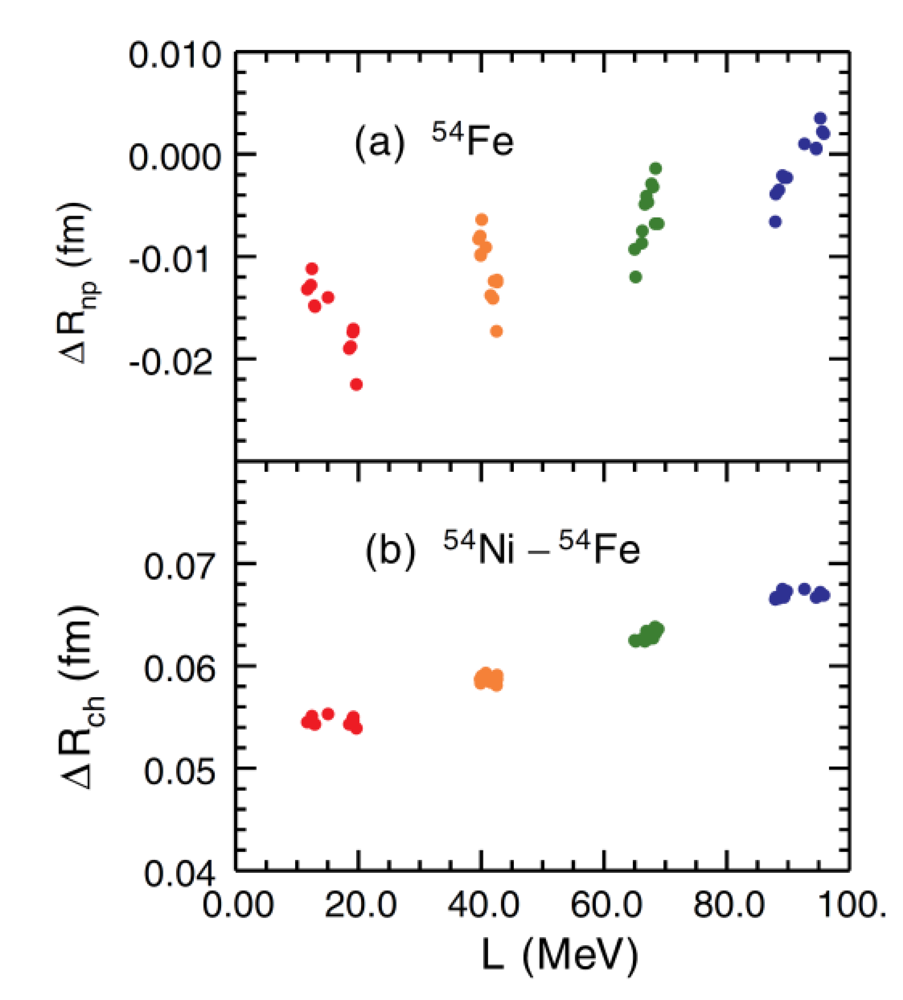 0.010
(a) ⁵⁴Fe
0.000
-0.01
-0.02
ΔRnp (fm)
(b) ⁵⁴Ni – ⁵⁴Fe
0.07
0.06
0.05
0.04
ΔRch (fm)
0.00 20.0 40.0 60.0 80.0 100.
L (MeV)